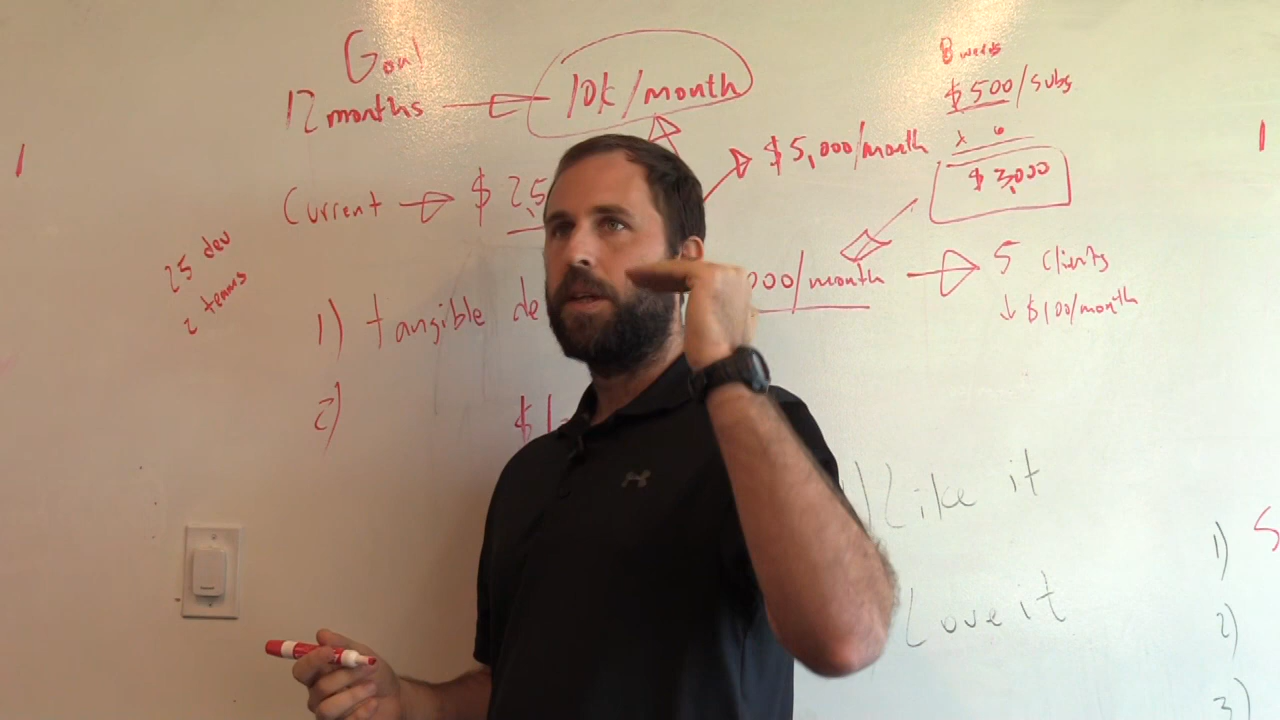 Goal
12 months → 10k/month
8 weeks
$500/subs
x 6
$3,000
$5,000/month
Current → $2,5
25 dev
2 teams
1) tangible de
000/month → 5 clients
↓ $100/month
2)
$1
Like it
Love it
1)
2)
3)